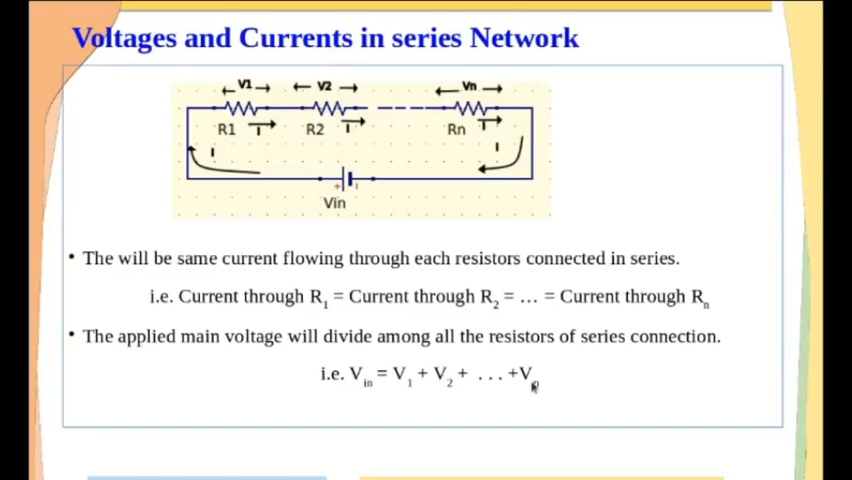 Voltages and Currents in series Network
V1 V2 Vn
R1 I R2 I Rn I
I I
+
Vin
• The will be same current flowing through each resistors connected in series.
i.e. Current through R1 = Current through R2 = … = Current through Rn
• The applied main voltage will divide among all the resistors of series connection.
i.e. Vin = V1 + V2 + . . . +Vn